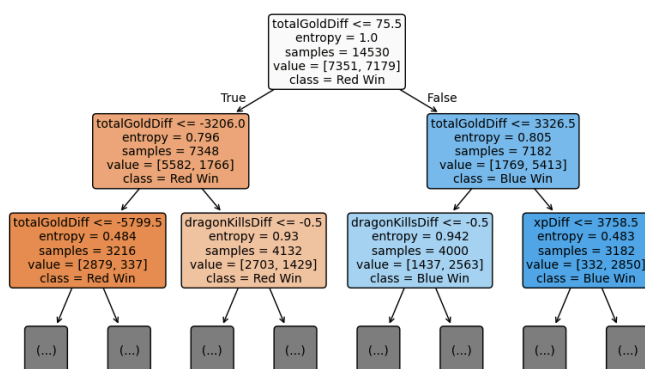 totalGoldDiff <= 75.5
entropy = 1.0
samples = 14530
value = [7351, 7179]
class = Red Win
True
False
totalGoldDiff <= -3206.0
entropy = 0.796
samples = 7348
value = [5582, 1766]
class = Red Win
totalGoldDiff <= 3326.5
entropy = 0.805
samples = 7182
value = [1769, 5413]
class = Blue Win
totalGoldDiff <= -5799.5
entropy = 0.484
samples = 3216
value = [2879, 337]
class = Red Win
dragonKillsDiff <= -0.5
entropy = 0.93
samples = 4132
value = [2703, 1429]
class = Red Win
dragonKillsDiff <= -0.5
entropy = 0.942
samples = 4000
value = [1437, 2563]
class = Blue Win
xpDiff <= 3758.5
entropy = 0.483
samples = 3182
value = [332, 2850]
class = Blue Win
(...)
(...)
(...)
(...)
(...)
(...)
(...)
(...)